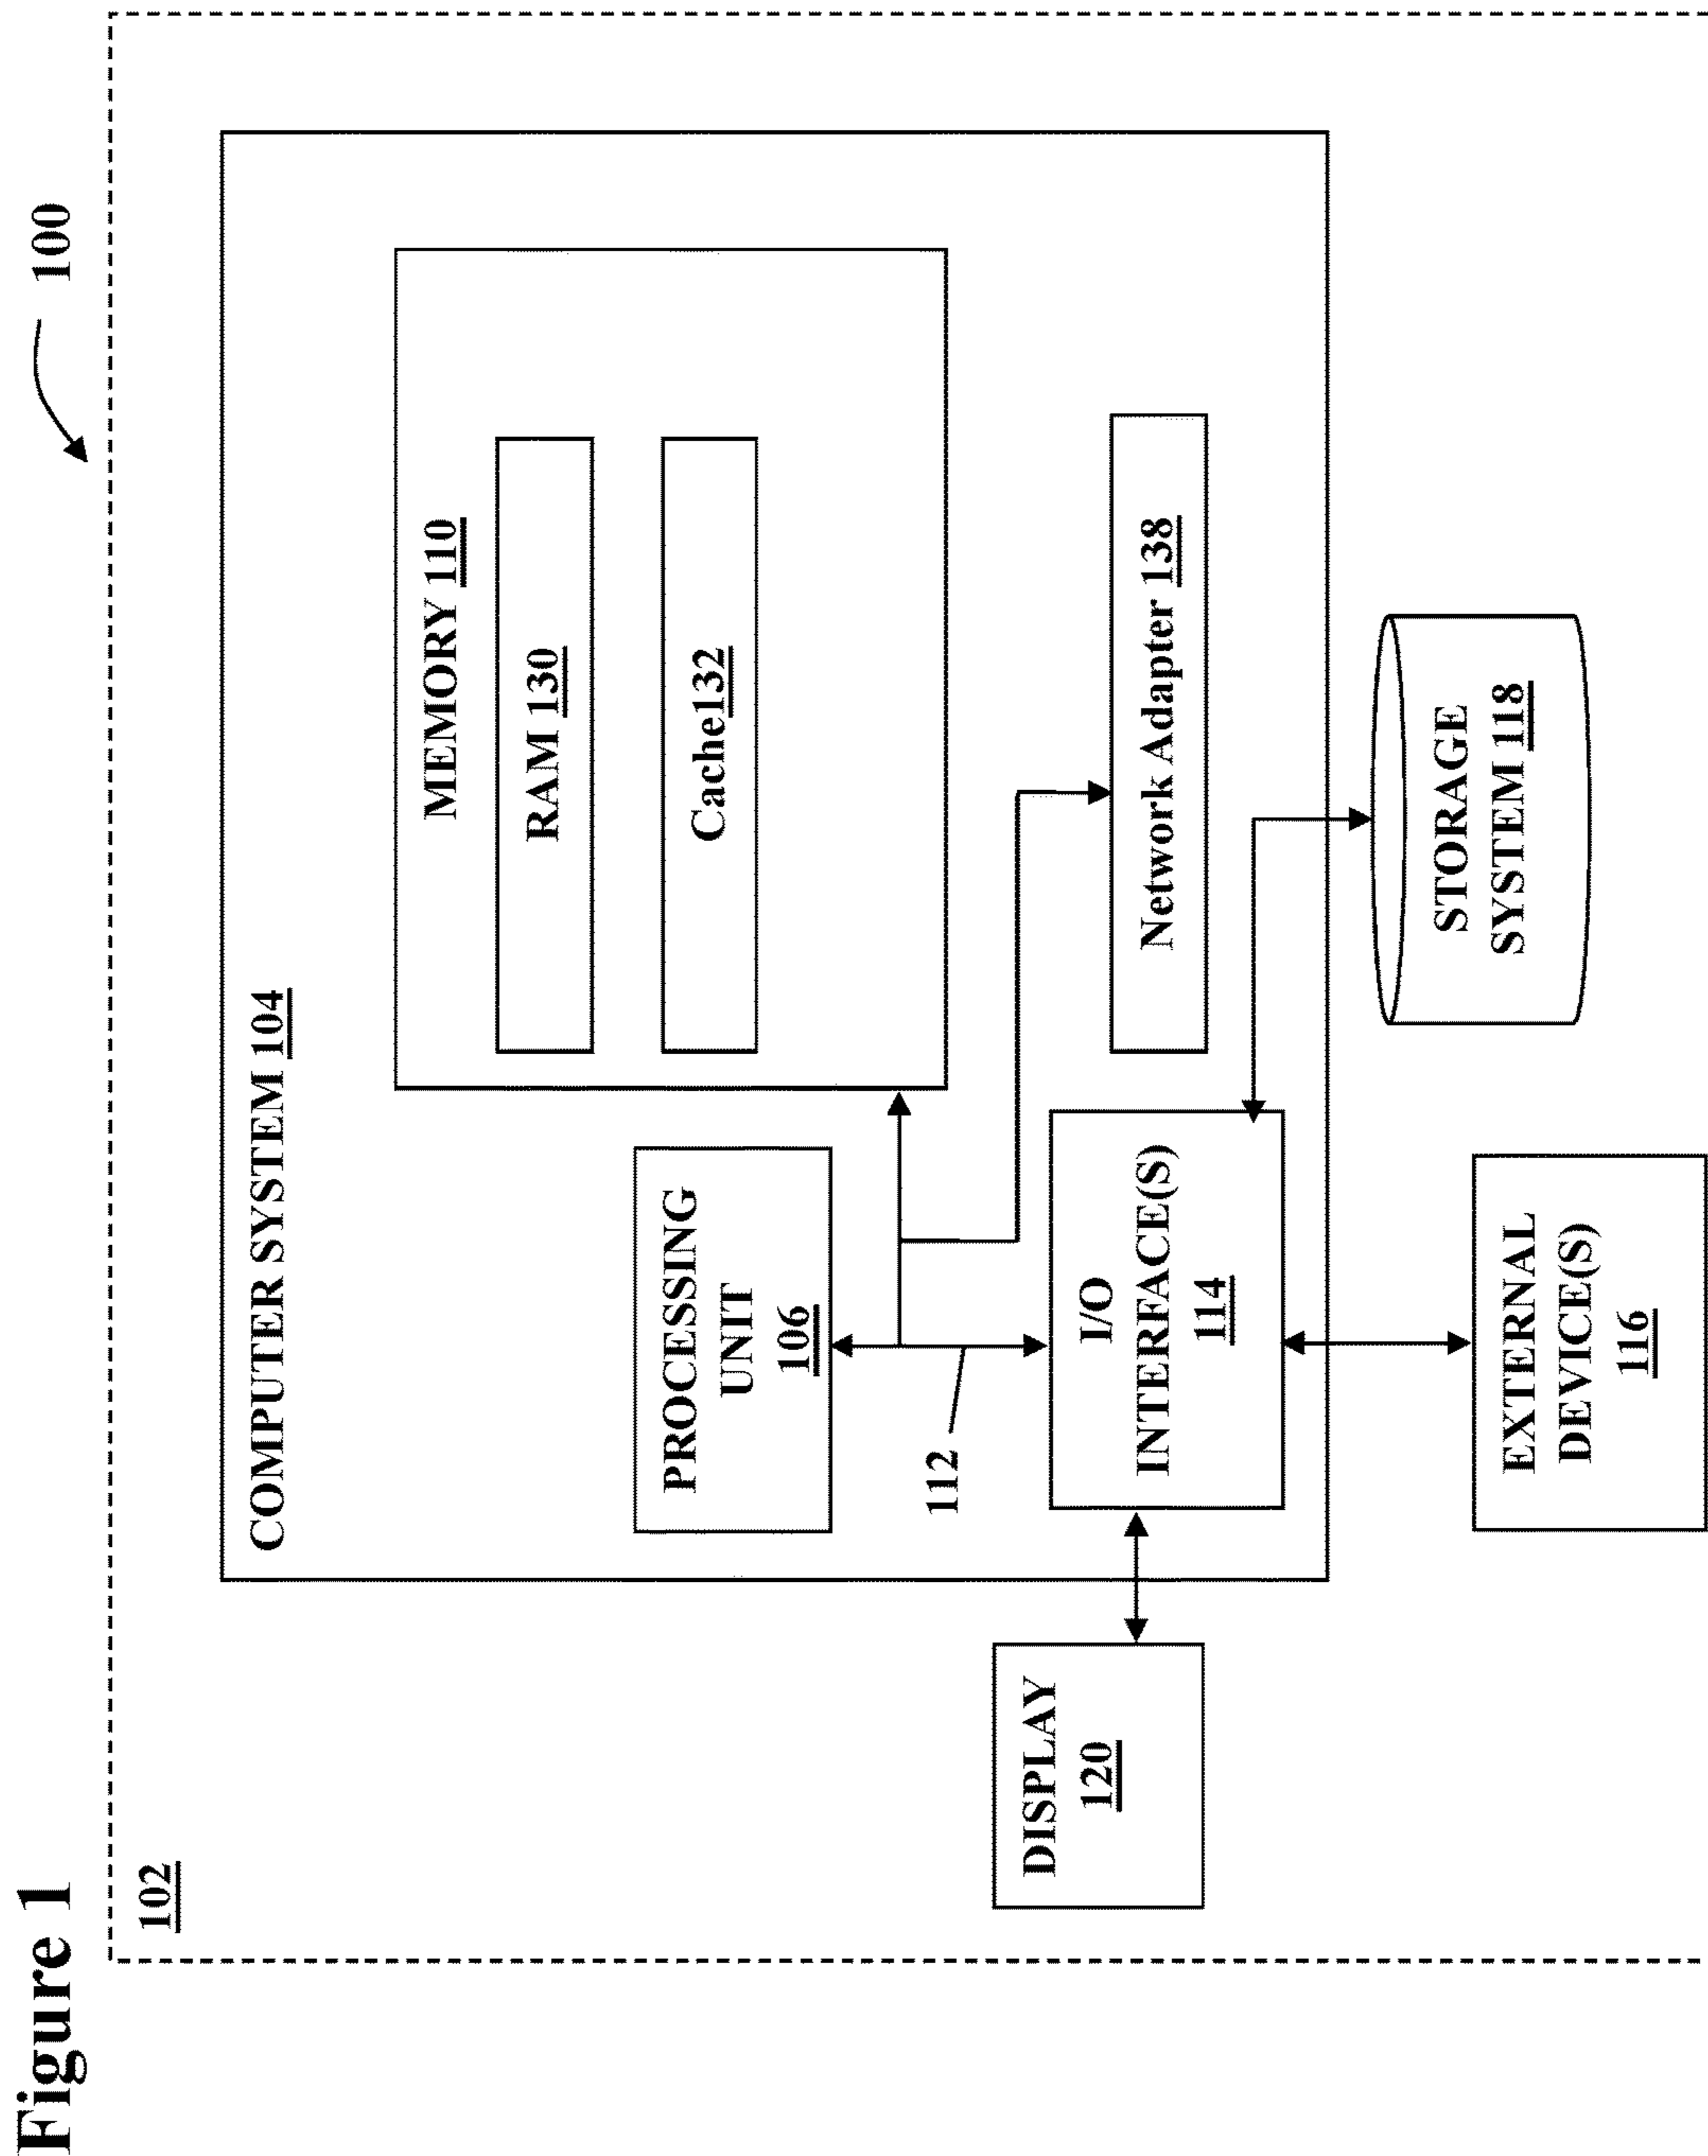 Figure 1
100
102
COMPUTER SYSTEM 104
MEMORY 110
RAM 130
Cache132
PROCESSING
UNIT
106
112
Network Adapter 138
I/O
INTERFACE(S)
114
DISPLAY
120
STORAGE
SYSTEM 118
EXTERNAL
DEVICE(S)
116